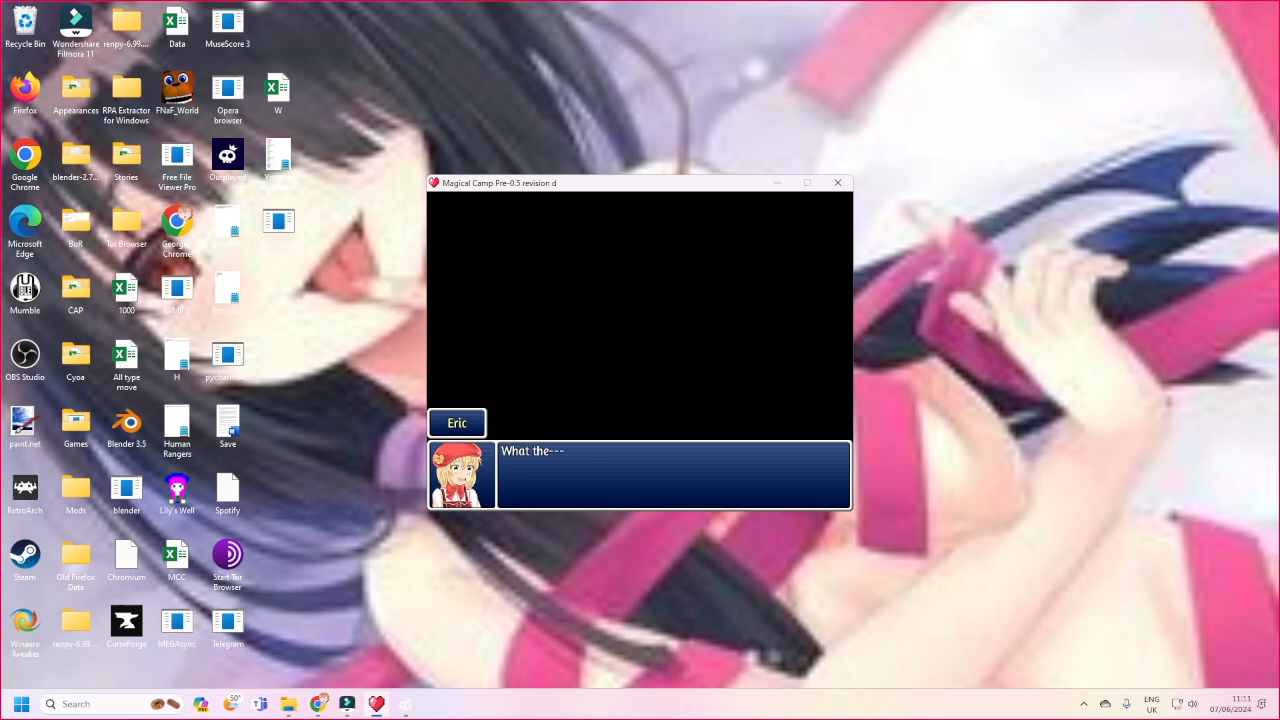 Recycle Bin
Wondershare
Filmora 11
renpy-6.99....
Data
MuseScore 3
Firefox
Appearances
RPA Extractor
for Windows
FNaF_World
Opera
browser
W
Google
Chrome
blender-2.7...
Stories
Free File
Viewer Pro
Outplayed
Microsoft
Edge
BoR
Tor Browser
Google
Chrome
Mumble
CAP
1000
GIMP 2
OBS Studio
Cyoa
All type
move
H
paint.net
Games
Blender 3.5
Human
Rangers
Save
RetroArch
Mods
blender
Lily's Well
Spotify
Steam
Old Firefox
Data
Chromium
MCC
Start Tor
Browser
Winaero
Tweaker
renpy-6.99....
CurseForge
MEGAsync
Telegram
Magical Camp Pre-0.5 revision d
Eric
What the---
Search
PRE
50°
ENG
UK
11:11
07/06/2024